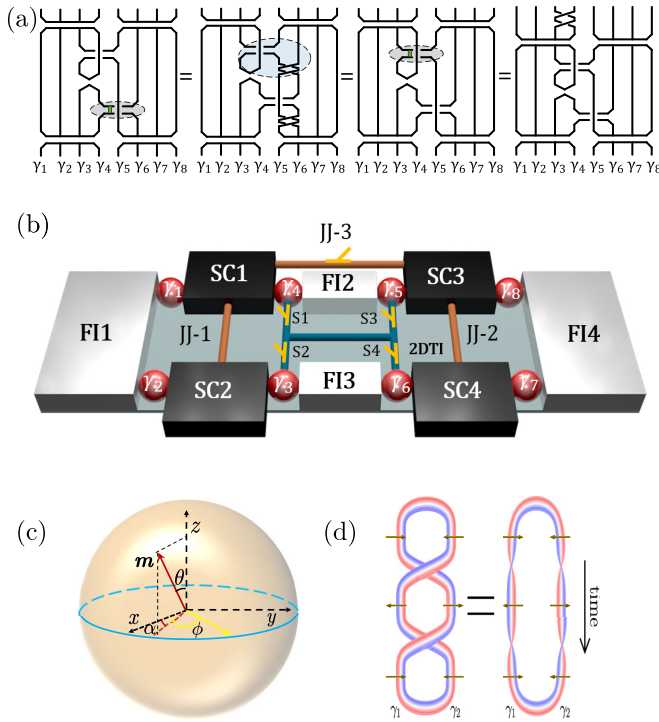 (a)
= = =
γ₁ γ₂ γ₃ γ₄ γ₅ γ₆ γ₇ γ₈ γ₁ γ₂ γ₃ γ₄ γ₅ γ₆ γ₇ γ₈ γ₁ γ₂ γ₃ γ₄ γ₅ γ₆ γ₇ γ₈ γ₁ γ₂ γ₃ γ₄ γ₅ γ₆ γ₇ γ₈
(b)
JJ-3
SC1 SC3
γ₁ γ₄ FI2 γ₅ γ₈
FI1 JJ-1 S1 S3 JJ-2 FI4
S2 S4 2DTI
γ₂ SC2 γ₃ FI3 γ₆ SC4 γ₇
(c)
z
m θ
x α ϕ y
(d)
=
time
γ₁ γ₂ γ₁ γ₂